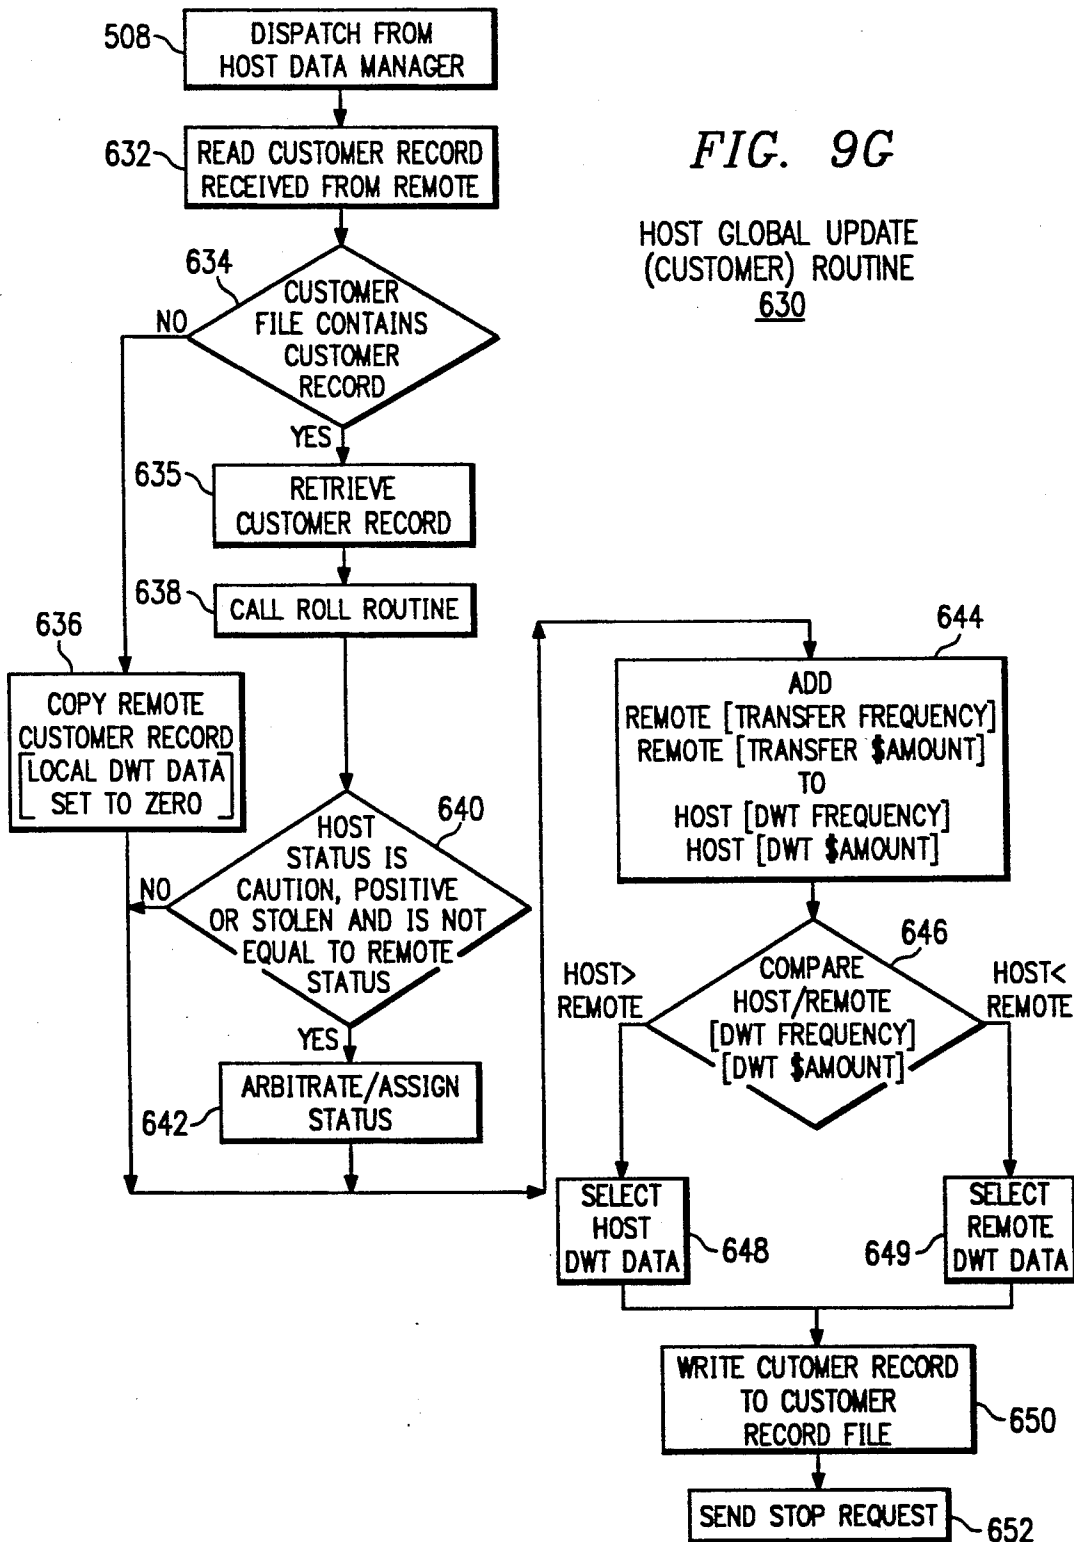 508
DISPATCH FROM
HOST DATA MANAGER
632
READ CUSTOMER RECORD
RECEIVED FROM REMOTE
FIG. 9G
HOST GLOBAL UPDATE
(CUSTOMER) ROUTINE
630
634
CUSTOMER
FILE CONTAINS
CUSTOMER
RECORD
NO
YES
635
RETRIEVE
CUSTOMER RECORD
638
CALL ROLL ROUTINE
636
COPY REMOTE
CUSTOMER RECORD
[LOCAL DWT DATA
SET TO ZERO]
640
HOST
STATUS IS
CAUTION, POSITIVE
OR STOLEN AND IS NOT
EQUAL TO REMOTE
STATUS
NO
YES
642
ARBITRATE/ASSIGN
STATUS
644
ADD
REMOTE [TRANSFER FREQUENCY]
REMOTE [TRANSFER $AMOUNT]
TO
HOST [DWT FREQUENCY]
HOST [DWT $AMOUNT]
646
COMPARE
HOST/REMOTE
[DWT FREQUENCY]
[DWT $AMOUNT]
HOST>
REMOTE
HOST<
REMOTE
SELECT
HOST
DWT DATA
648
649
SELECT
REMOTE
DWT DATA
WRITE CUTOMER RECORD
TO CUSTOMER
RECORD FILE
650
SEND STOP REQUEST
652